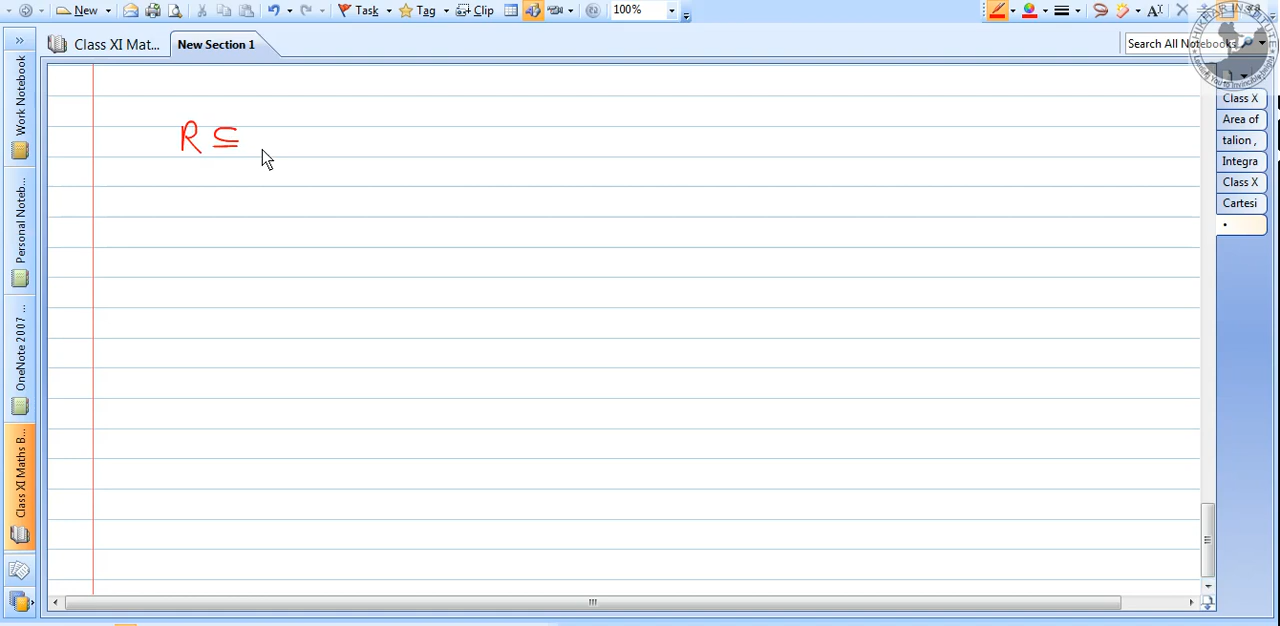 New Task Tag Clip 100%
Class XI Mat... New Section 1 Search All Notebooks
Work Notebook
Personal Noteb...
OneNote 2007 ...
Class XI Maths B...
R ⊆
Class X
Area of
talion ,
Integra
Class X
Cartesi